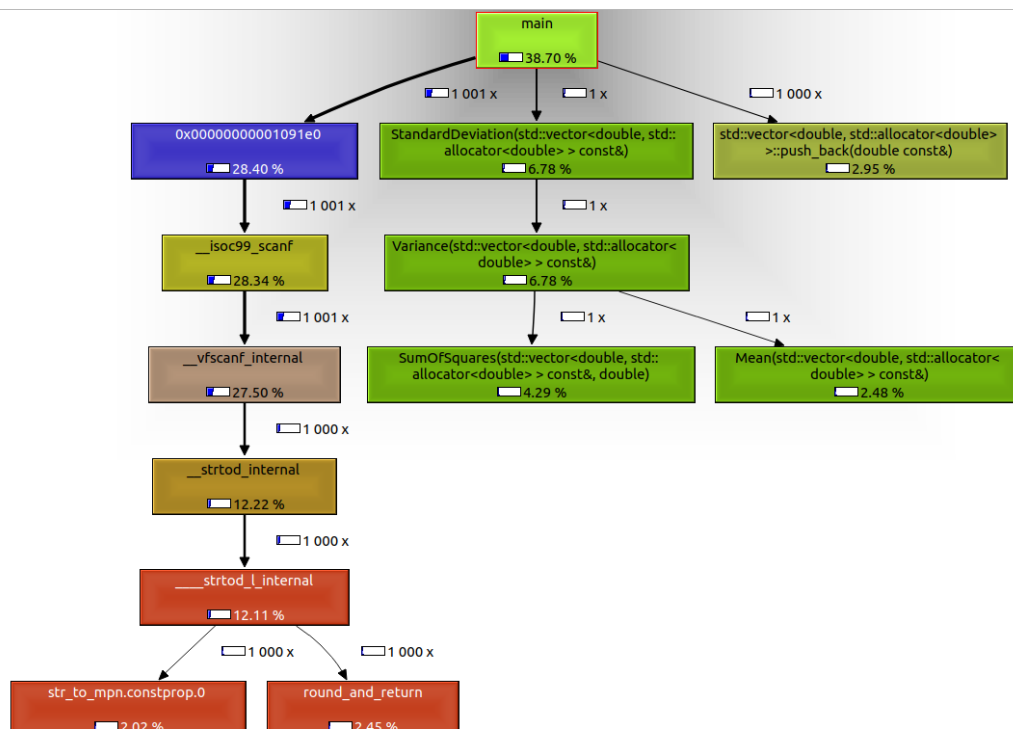 main
38.70 %
1 001 x
1 x
1 000 x
0x00000000001091e0
28.40 %
StandardDeviation(std::vector<double, std::
allocator<double> > const&)
6.78 %
std::vector<double, std::allocator<double>
>::push_back(double const&)
2.95 %
1 001 x
1 x
__isoc99_scanf
28.34 %
Variance(std::vector<double, std::allocator<
double> > const&)
6.78 %
1 001 x
1 x
1 x
__vfscanf_internal
27.50 %
SumOfSquares(std::vector<double, std::
allocator<double> > const&, double)
4.29 %
Mean(std::vector<double, std::allocator<
double> > const&)
2.48 %
1 000 x
__strtod_internal
12.22 %
1 000 x
____strtod_l_internal
12.11 %
1 000 x
1 000 x
str_to_mpn.constprop.0
2.02 %
round_and_return
2.45 %